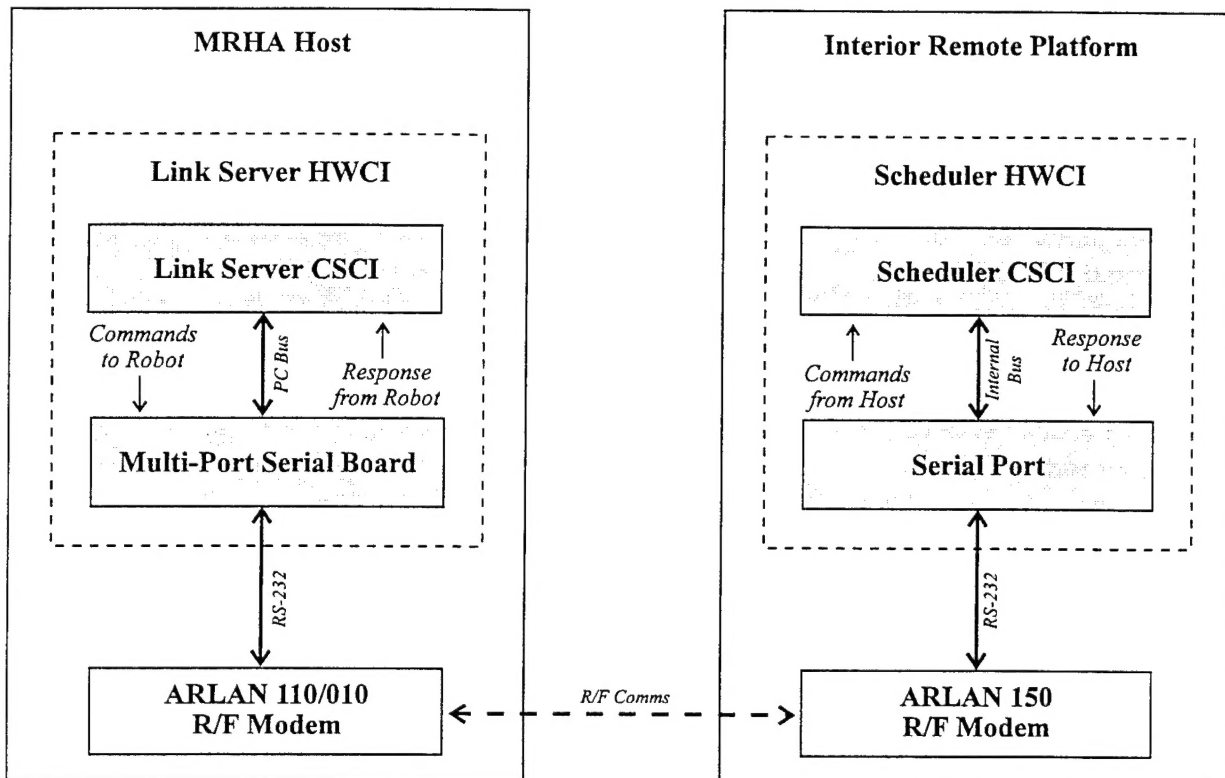 MRHA Host
Link Server HWCI
Link Server CSCI
Commands
to Robot
PC Bus
Response
from Robot
Multi-Port Serial Board
RS-232
ARLAN 110/010
R/F Modem
R/F Comms
Interior Remote Platform
Scheduler HWCI
Scheduler CSCI
Commands
from Host
Internal
Bus
Response
to Host
Serial Port
RS-232
ARLAN 150
R/F Modem